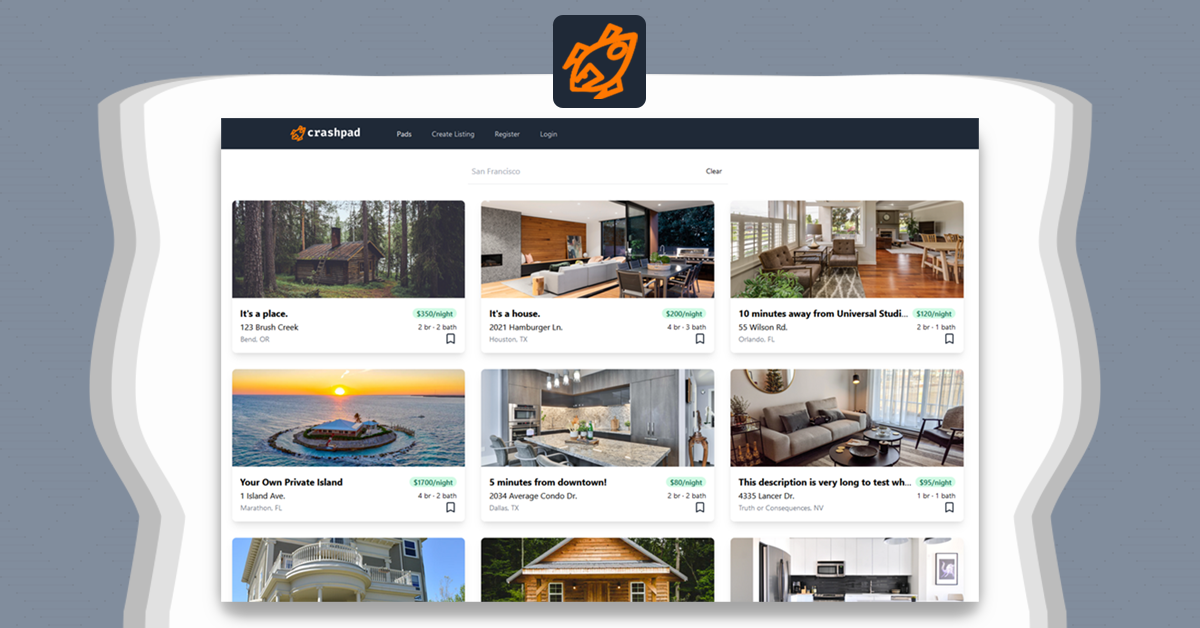 crashpad Pads Create Listing Register Login
San Francisco Clear
It's a place. $350/night
123 Brush Creek 2 br - 2 bath
Bend, OR
It's a house. $200/night
2021 Hamburger Ln. 4 br - 3 bath
Houston, TX
10 minutes away from Universal Studi... $120/night
55 Wilson Rd. 2 br - 1 bath
Orlando, FL
Your Own Private Island $1700/night
1 Island Ave. 4 br - 2 bath
Marathon, FL
5 minutes from downtown! $80/night
2034 Average Condo Dr. 2 br - 2 bath
Dallas, TX
This description is very long to test wh... $95/night
4335 Lancer Dr. 1 br - 1 bath
Truth or Consequences, NV